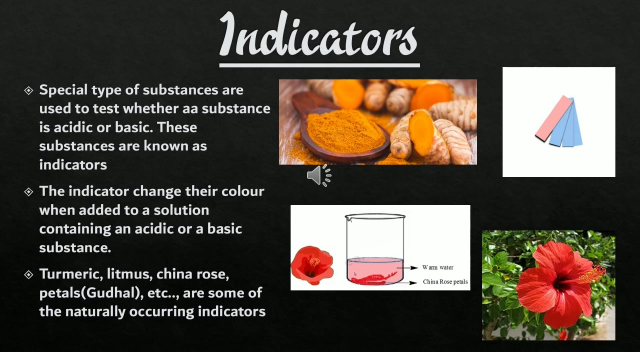 Indicators
Special type of substances are
used to test whether aa substance
is acidic or basic. These
substances are known as
indicators
The indicator change their colour
when added to a solution
containing an acidic or a basic
substance.
Turmeric, litmus, china rose,
petals(Gudhal), etc.., are some of
the naturally occurring indicators
Warm water
China Rose petals